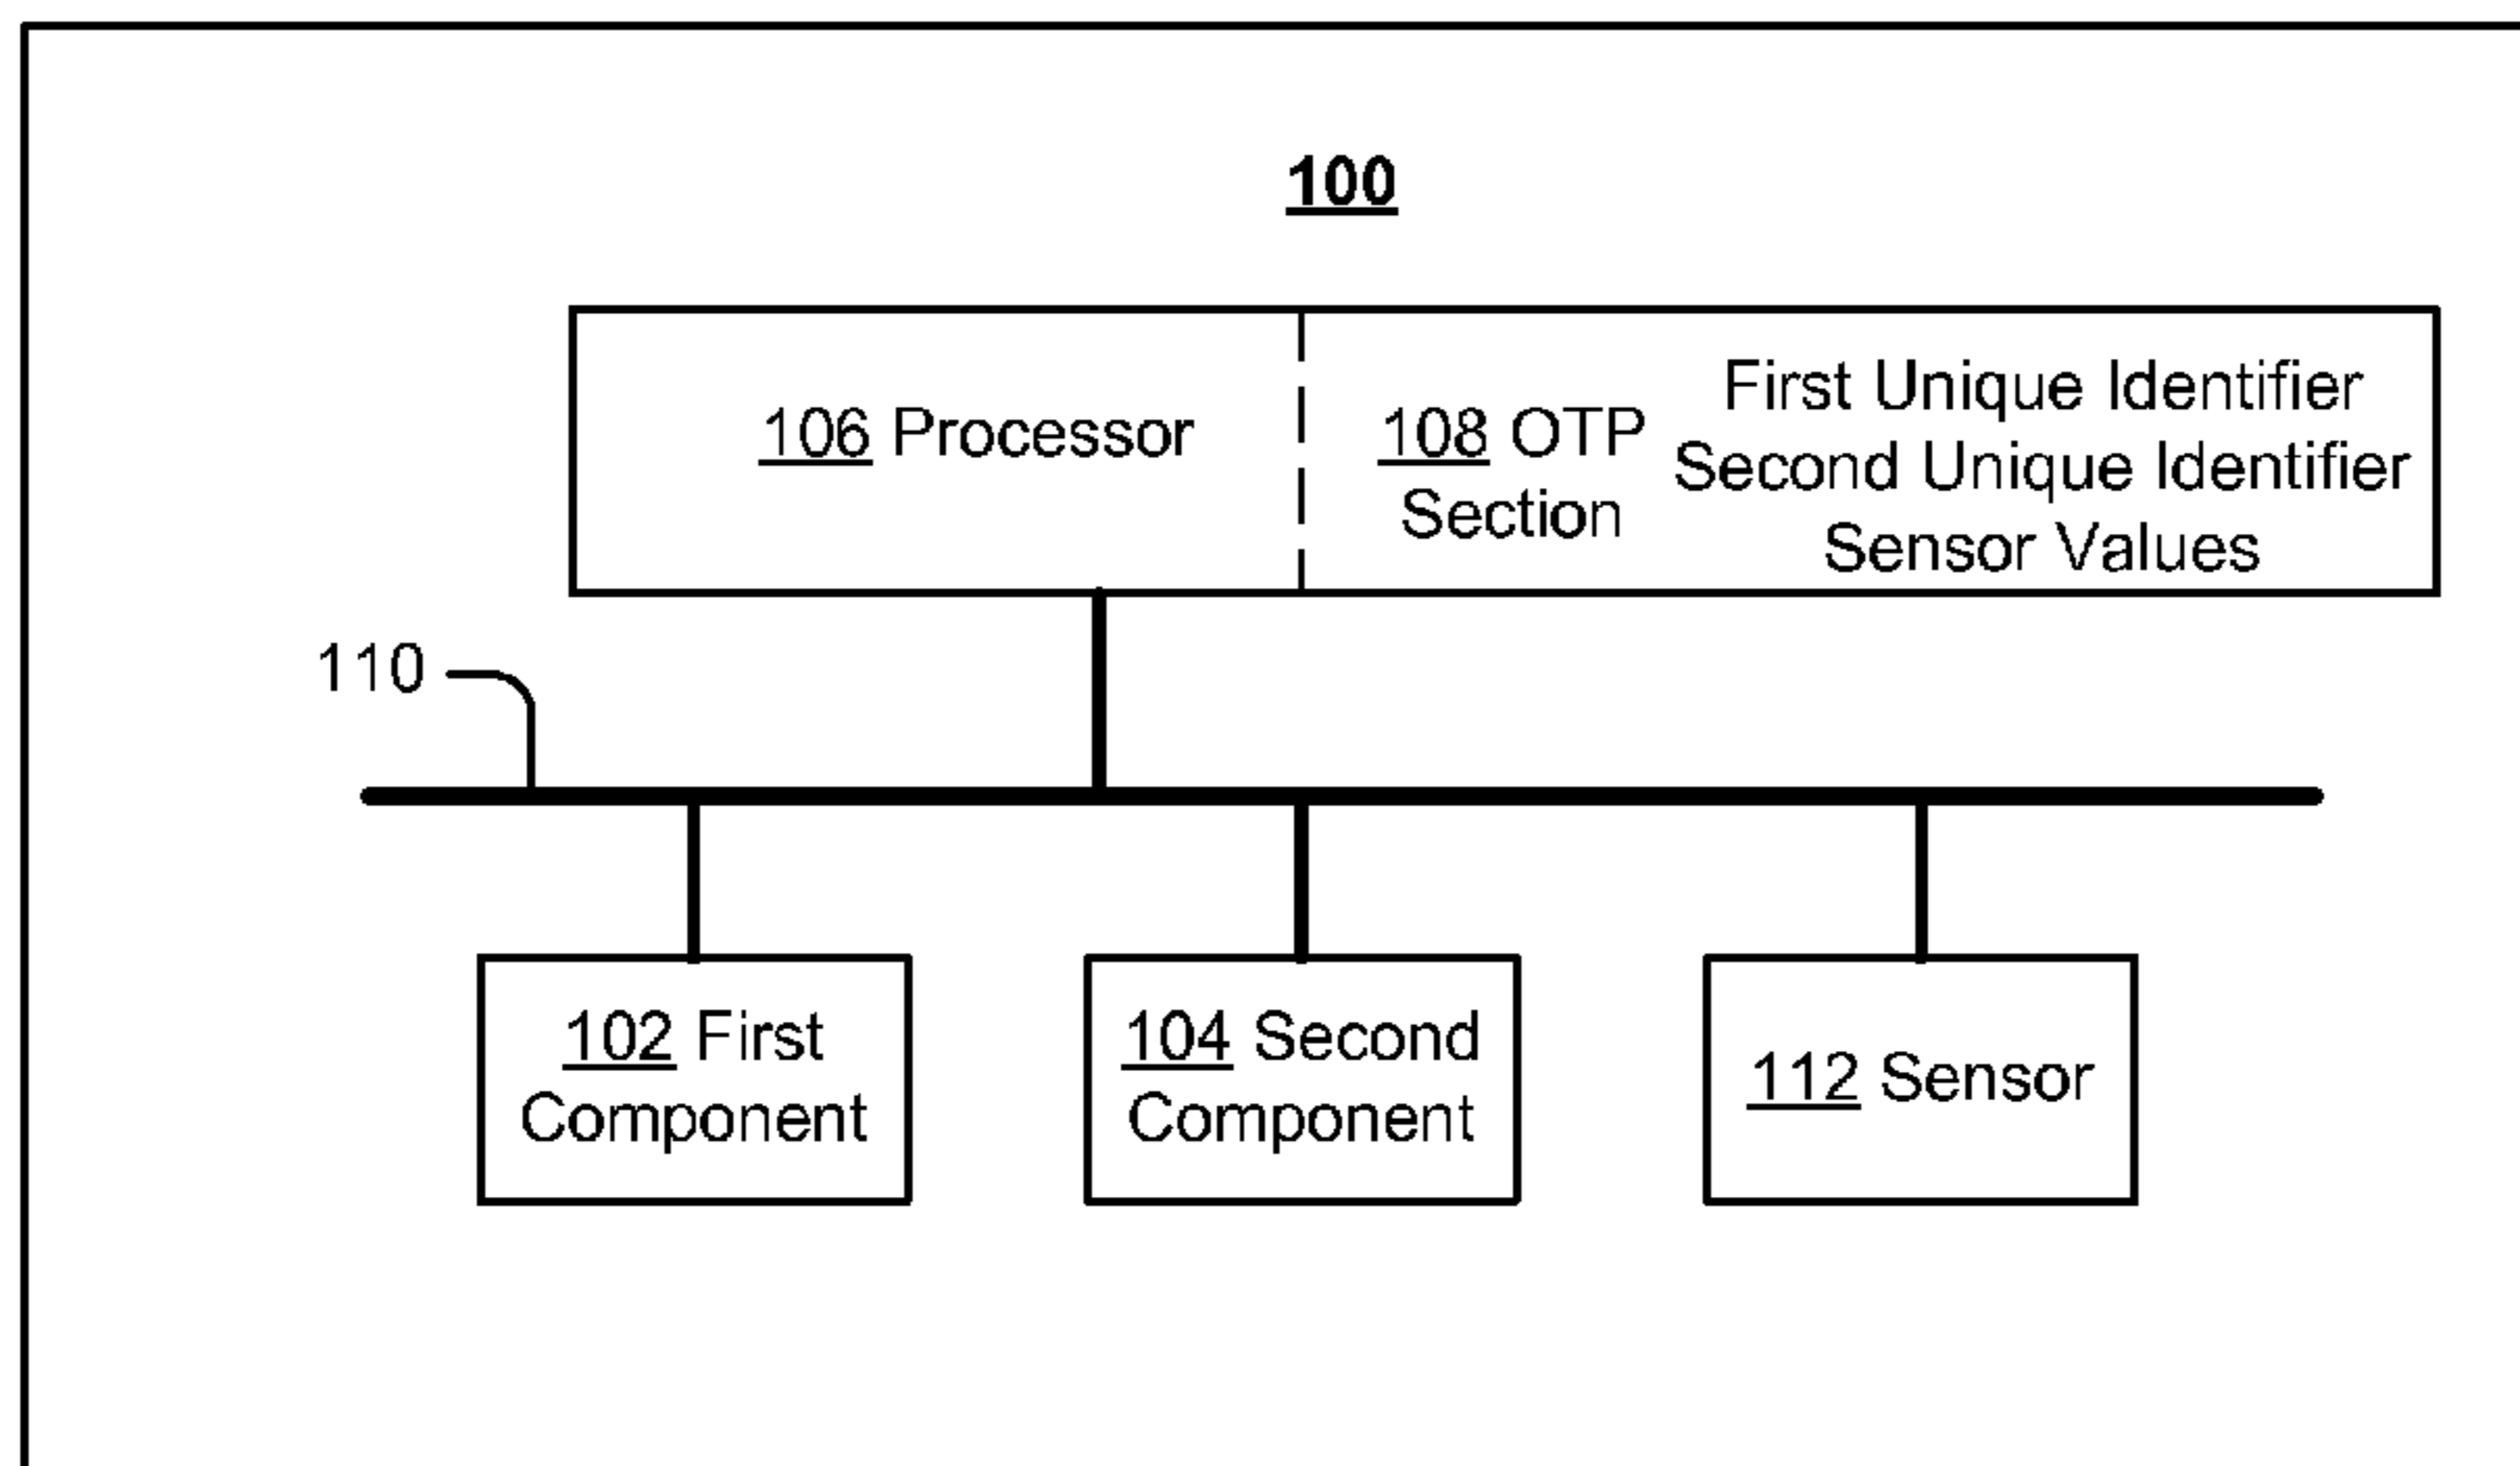 100
106 Processor
108 OTP
Section
First Unique Identifier
Second Unique Identifier
Sensor Values
110
102 First
Component
104 Second
Component
112 Sensor